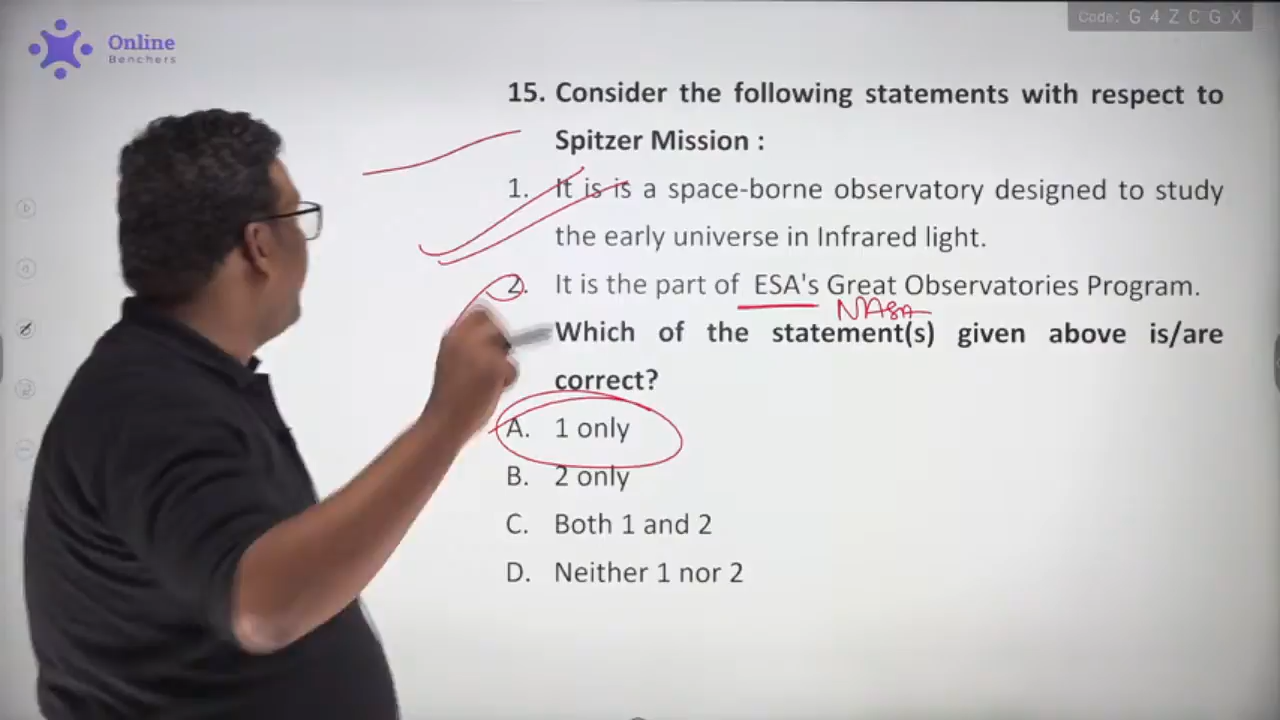 Code: G 4 Z C G X
Online
Benchers
15. Consider the following statements with respect to
Spitzer Mission :
1. It is is a space-borne observatory designed to study
the early universe in Infrared light.
2. It is the part of ESA's Great Observatories Program.
NASA
Which of the statement(s) given above is/are
correct?
A. 1 only
B. 2 only
C. Both 1 and 2
D. Neither 1 nor 2